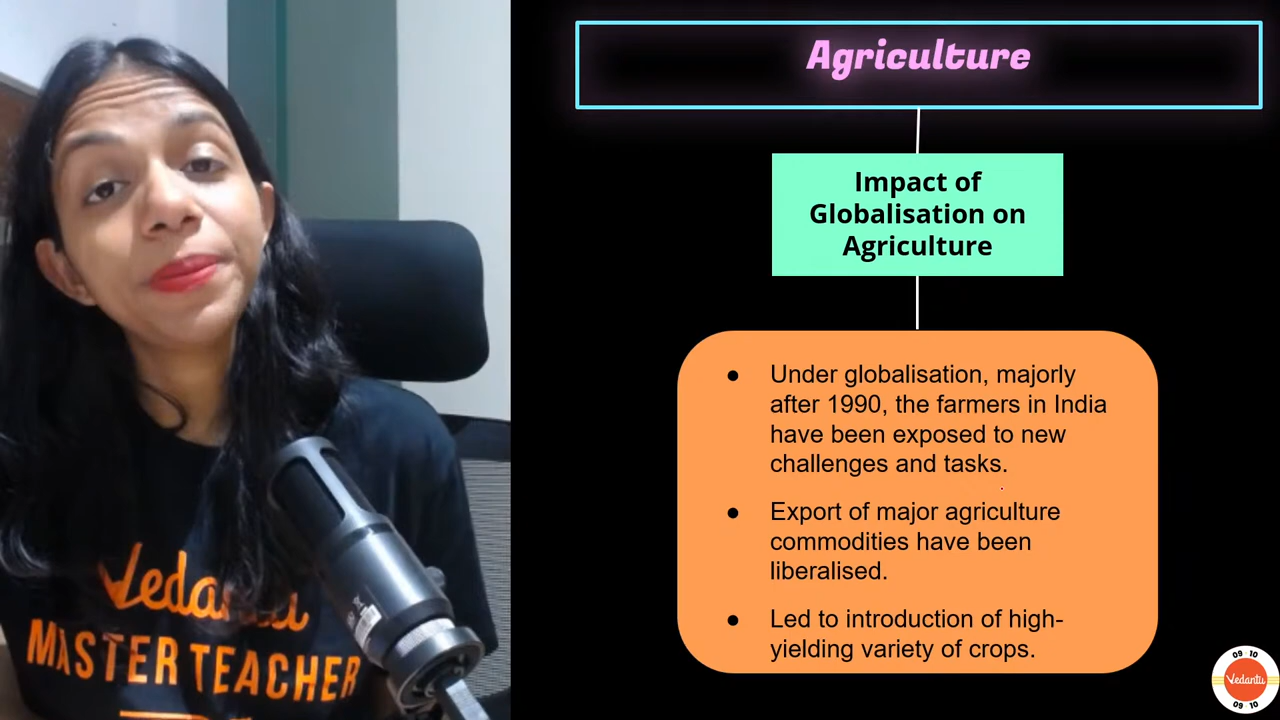 Agriculture
Impact of
Globalisation on
Agriculture
● Under globalisation, majorly
after 1990, the farmers in India
have been exposed to new
challenges and tasks.
● Export of major agriculture
commodities have been
liberalised.
● Led to introduction of high-
yielding variety of crops.
MASTER TEACHER
09 10
Vedantu
09 10